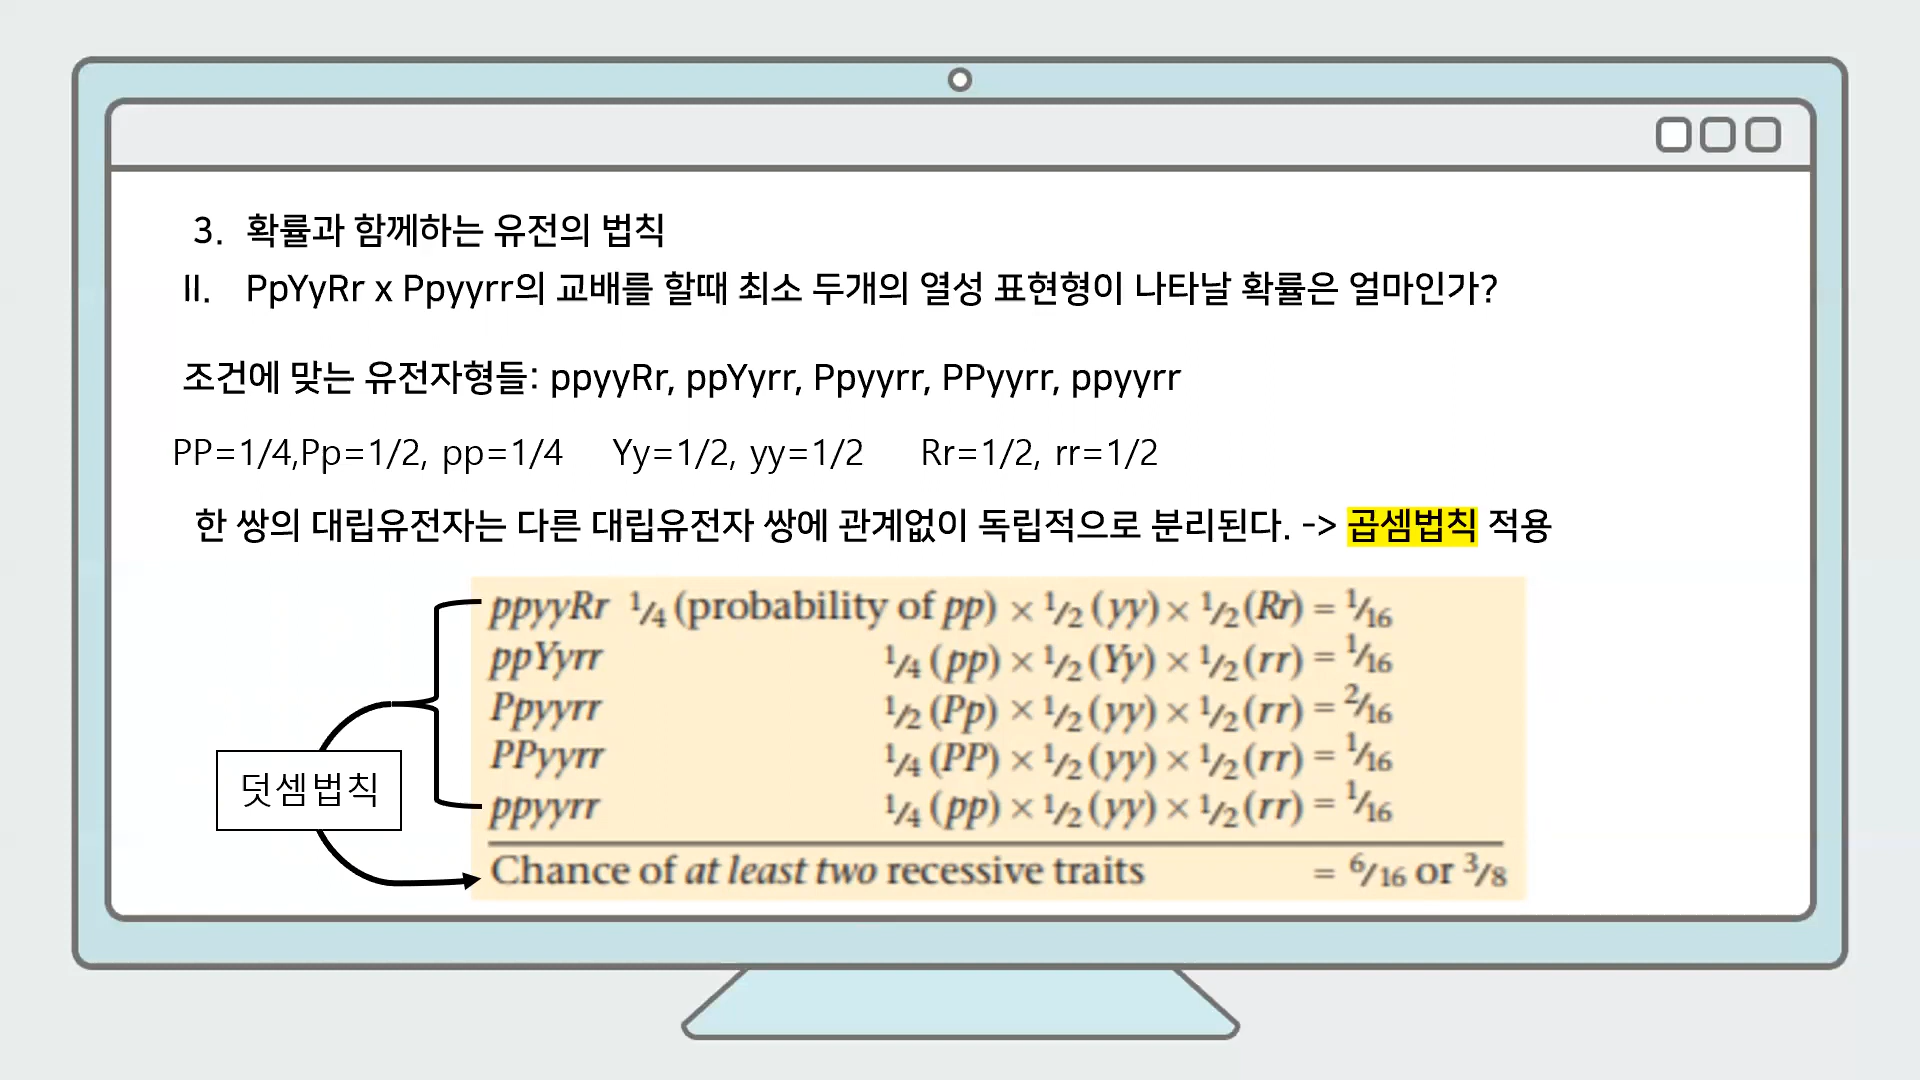 3. 확률과 함께하는 유전의 법칙
II. PpYyRr x Ppyyrr의 교배를 할때 최소 두개의 열성 표현형이 나타날 확률은 얼마인가?
조건에 맞는 유전자형들: ppyyRr, ppYyrr, Ppyyrr, PPyyrr, ppyyrr
PP=1/4,Pp=1/2, pp=1/4 Yy=1/2, yy=1/2 Rr=1/2, rr=1/2
한 쌍의 대립유전자는 다른 대립유전자 쌍에 관계없이 독립적으로 분리된다. -> 곱셈법칙 적용
ppyyRr 1/4 (probability of pp) × 1/2 (yy) × 1/2 (Rr) = 1/16
ppYyrr 1/4 (pp) × 1/2 (Yy) × 1/2 (rr) = 1/16
Ppyyrr 1/2 (Pp) × 1/2 (yy) × 1/2 (rr) = 2/16
PPyyrr 1/4 (PP) × 1/2 (yy) × 1/2 (rr) = 1/16
덧셈법칙
ppyyrr 1/4 (pp) × 1/2 (yy) × 1/2 (rr) = 1/16
Chance of at least two recessive traits = 6/16 or 3/8